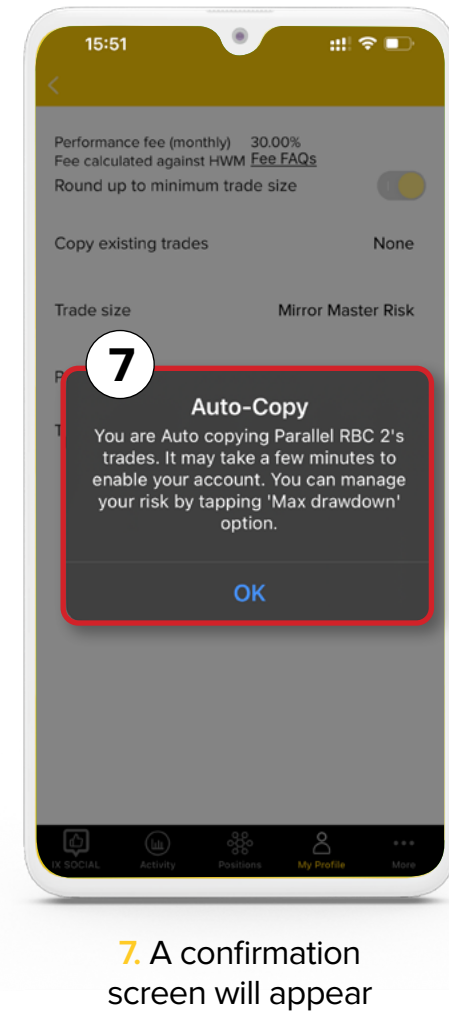 15:51
Performance fee (monthly) 30.00%
Fee calculated against HWM Fee FAQs
Round up to minimum trade size
Copy existing trades None
Trade size Mirror Master Risk
P
7
Auto-Copy
T
You are Auto copying Parallel RBC 2's
trades. It may take a few minutes to
enable your account. You can manage
your risk by tapping 'Max drawdown'
option.
OK
IX SOCIAL Activity Positions My Profile More
7. A confirmation
screen will appear